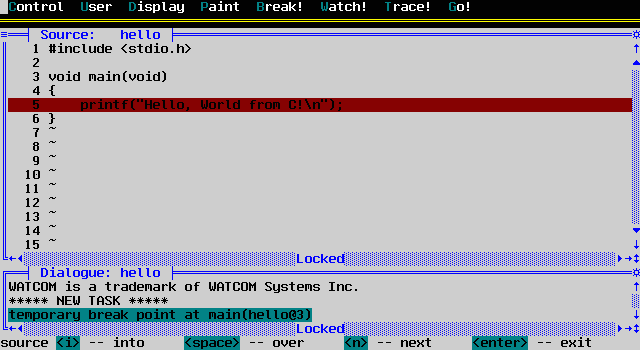 Control  User  Display  Paint  Break!  Watch!  Trace!  Go!
Source:   hello
1 #include <stdio.h>
2
3 void main(void)
4 {
5     printf("Hello, World from C!\n");
6 }
7 ~
8 ~
9 ~
10 ~
11 ~
12 ~
13 ~
14 ~
15 ~
Locked
Dialogue: hello
WATCOM is a trademark of WATCOM Systems Inc.
***** NEW TASK *****
temporary break point at main(hello@3)
Locked
source <i> -- into     <space> -- over     <n> -- next     <enter> -- exit